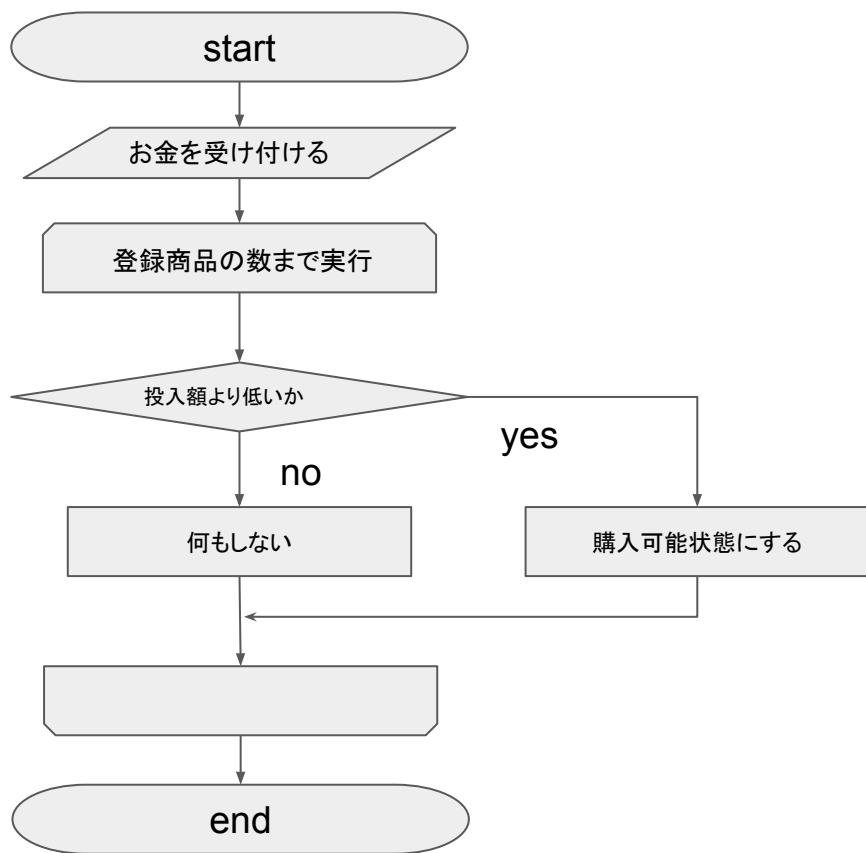 start
お金を受け付ける
登録商品の数まで実行
投入額より低いか
yes
no
何もしない
購入可能状態にする
end